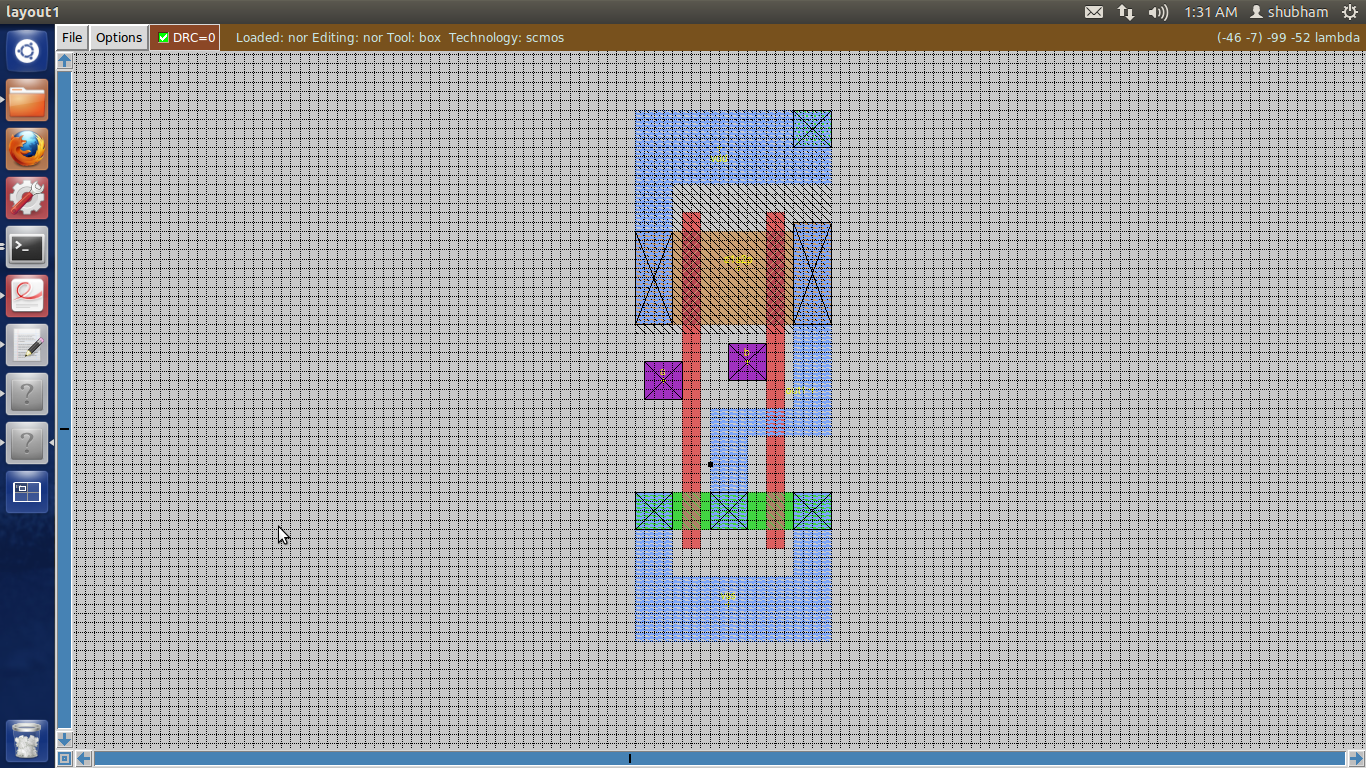 layout1
1:31 AM shubham
File Options DRC=0 Loaded: nor Editing: nor Tool: box Technology: scmos (-46 -7) -99 -52 lambda
b
a